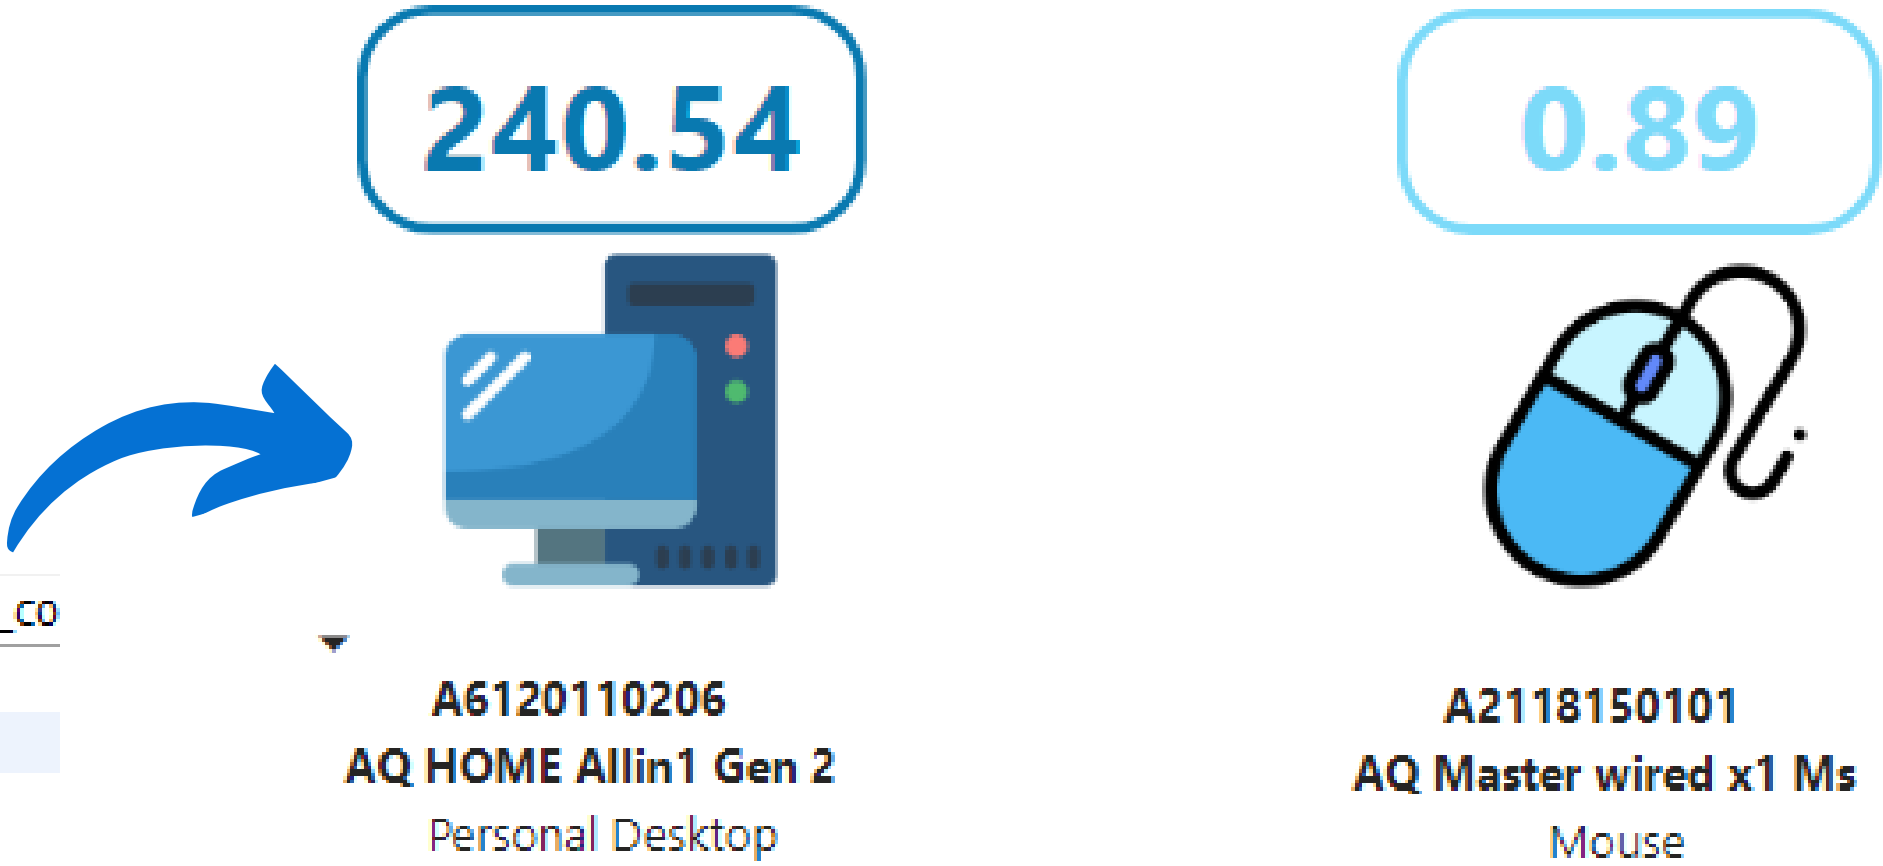 240.54
0.89
_co
A6120110206
AQ HOME Allin1 Gen 2
Personal Desktop
A2118150101
AQ Master wired x1 Ms
Mouse